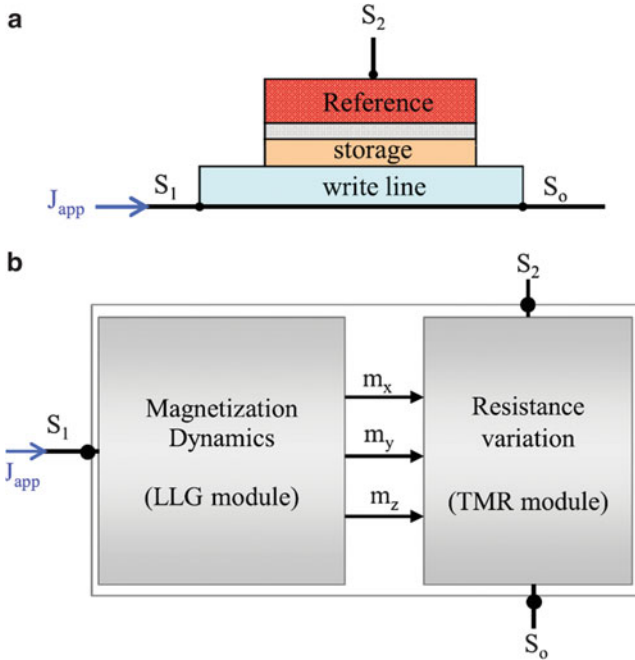 a
S2
Reference
storage
write line
Japp
S1
So
b
S2
Magnetization
Dynamics
(LLG module)
mx
my
mz
Resistance
variation
(TMR module)
S1
Japp
So